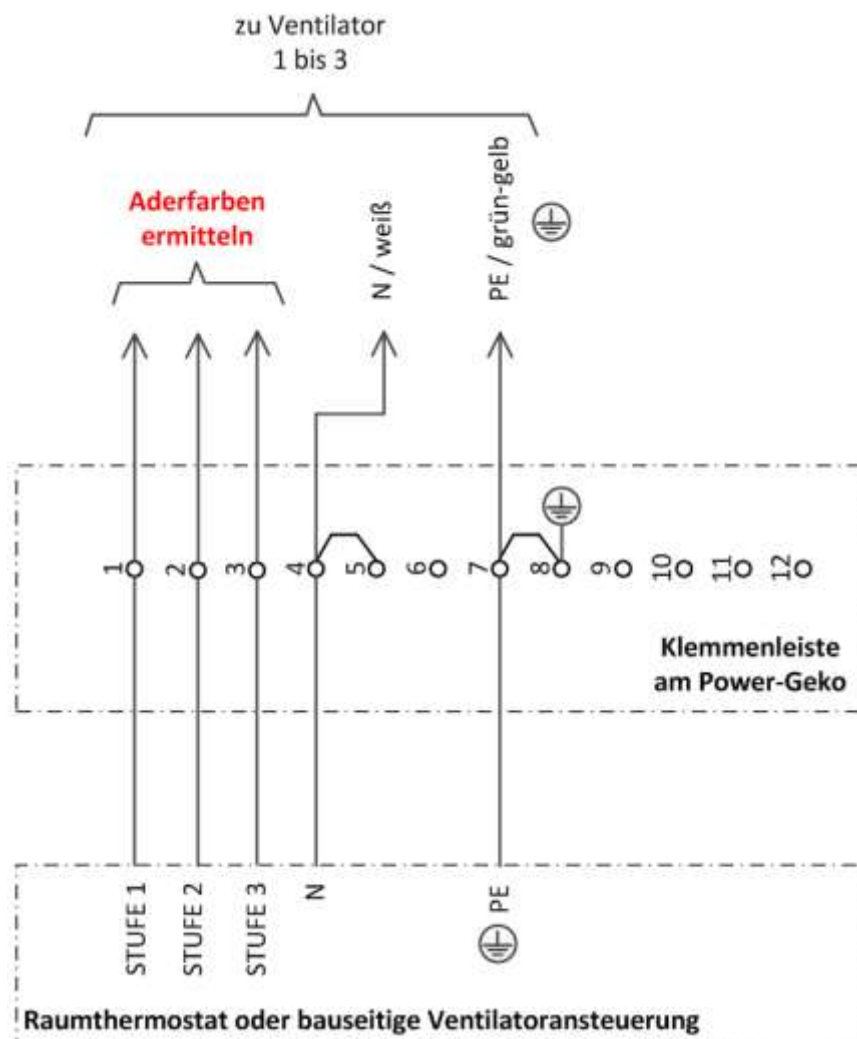 zu Ventilator
1 bis 3
Aderfarben
ermitteln
N / weiß
PE / grün-gelb
1
2
3
4
5
6
7
8
9
10
11
12
Klemmenleiste
am Power-Geko
STUFE 1
STUFE 2
STUFE 3
N
PE
Raumthermostat oder bauseitige Ventilatoransteuerung